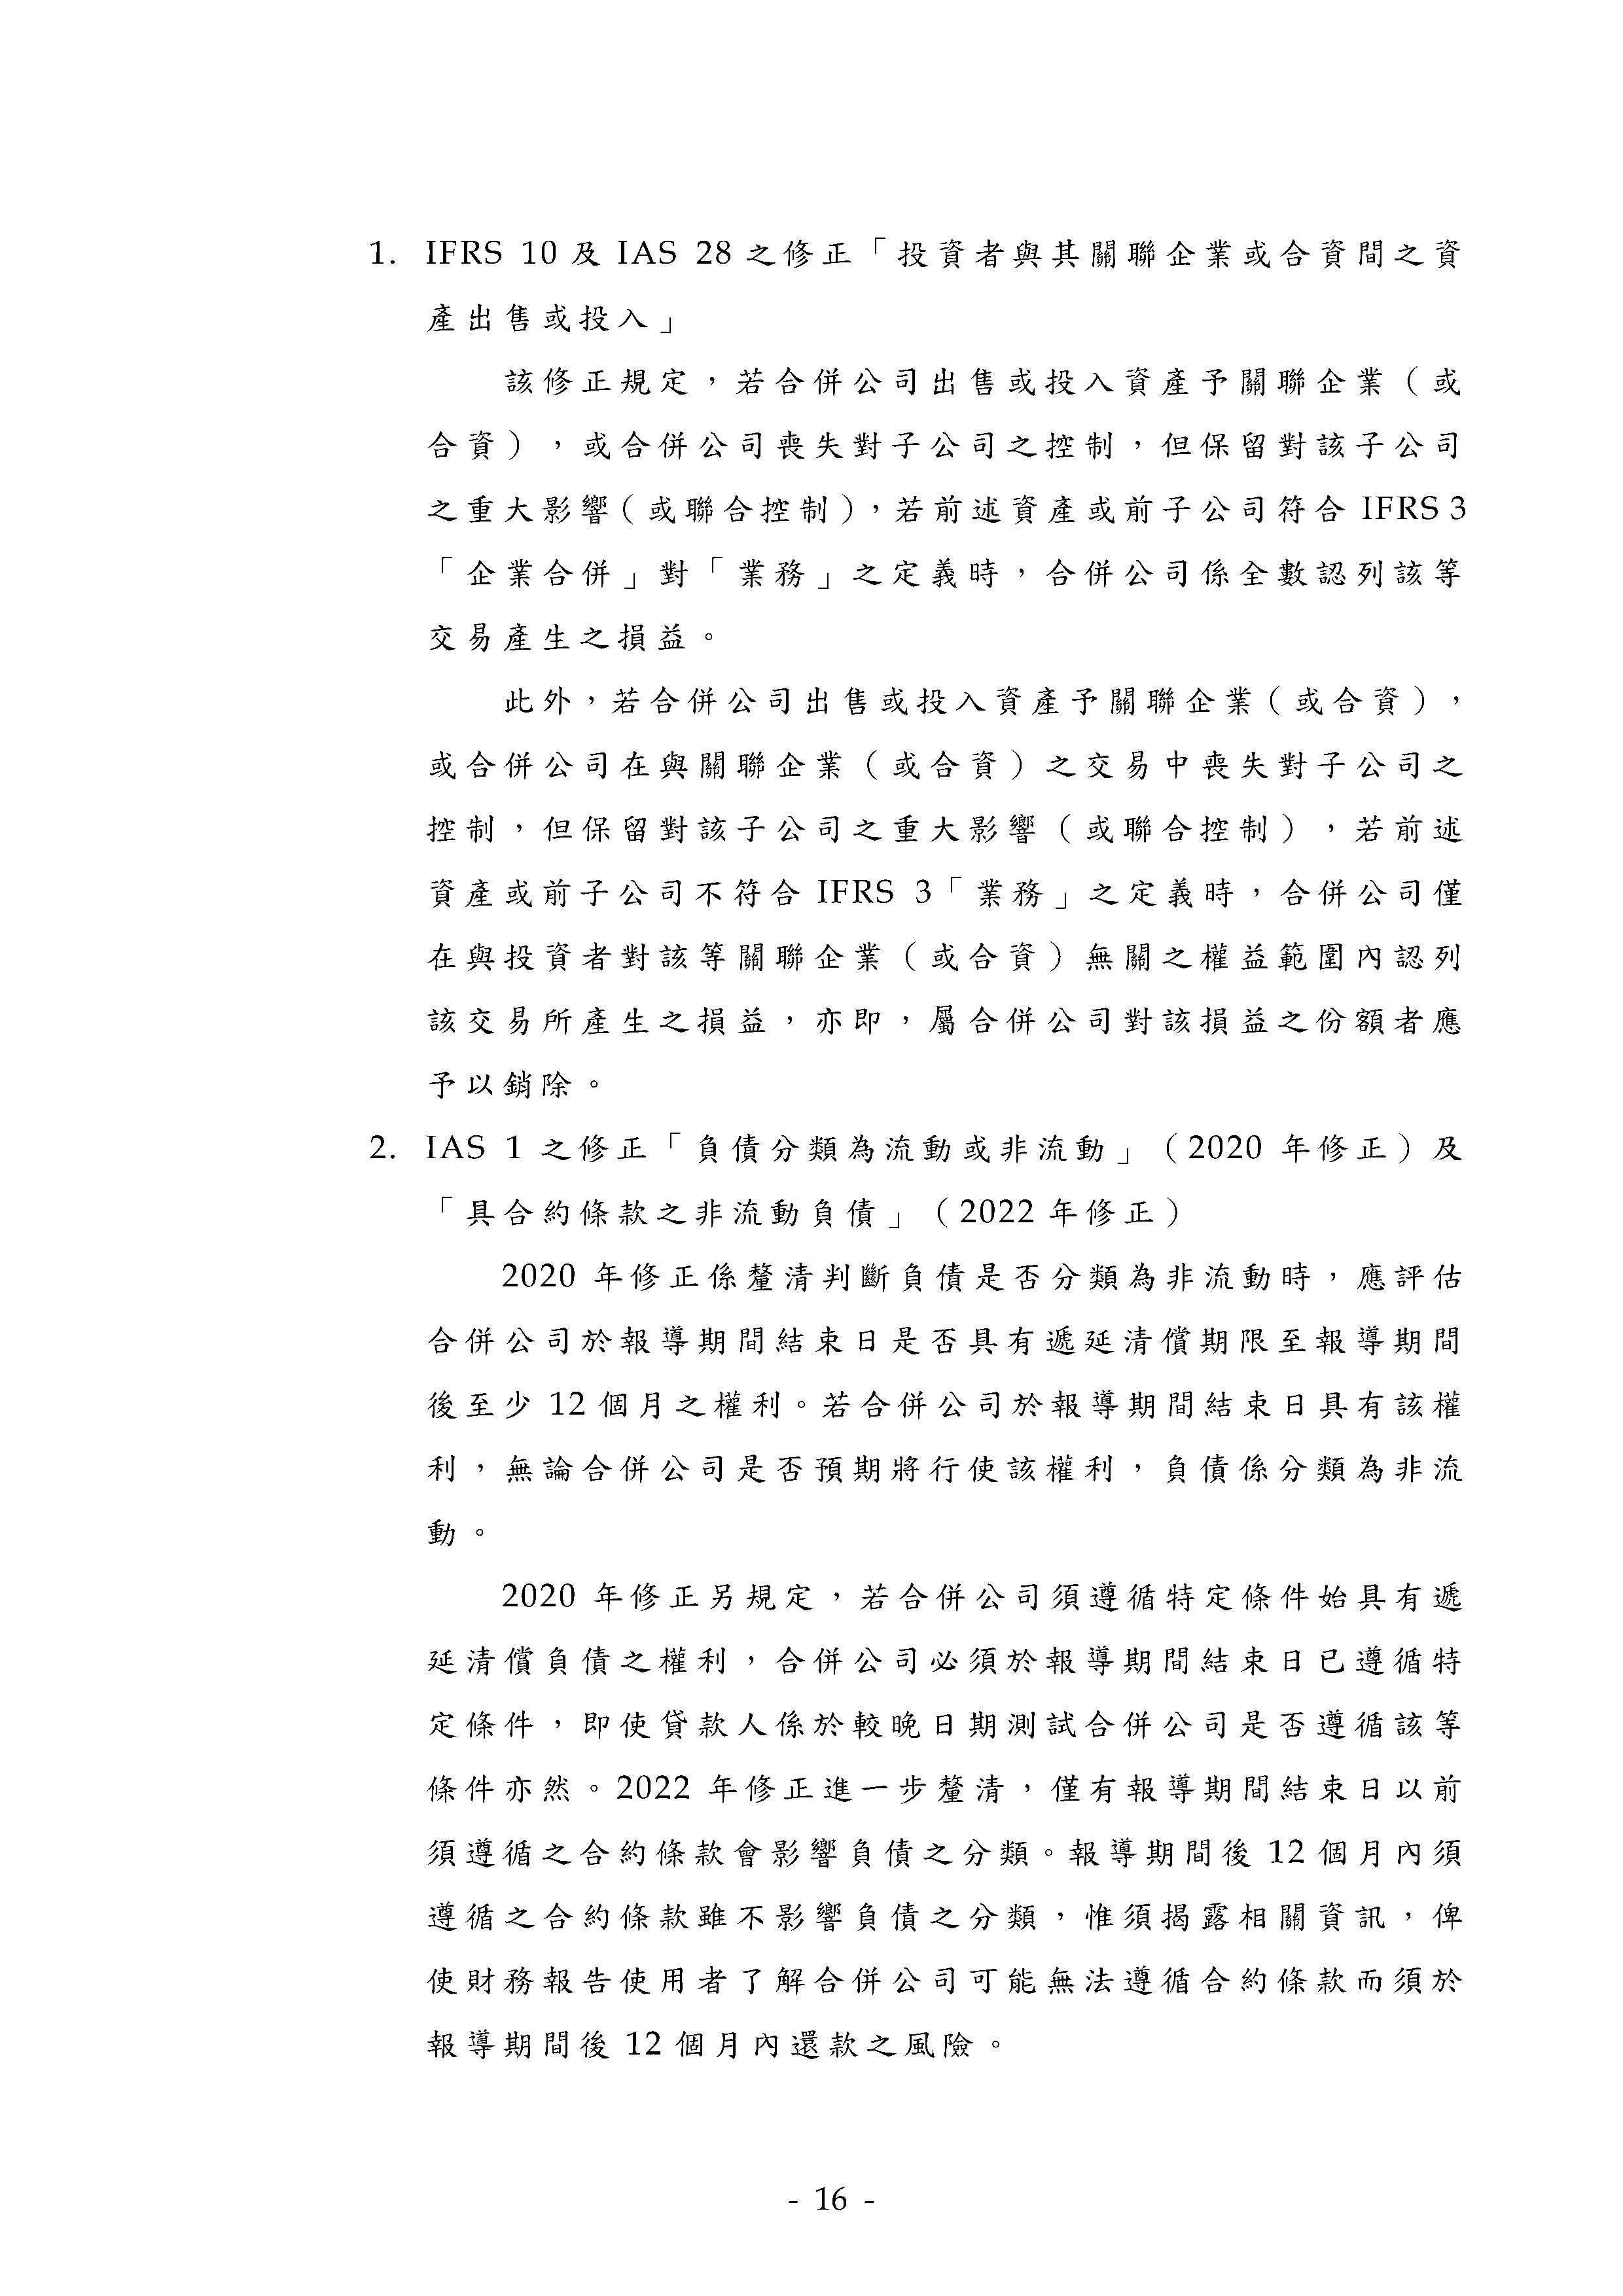 1. IFRS 10 及 IAS 28 之修正「投資者與其關聯企業或合資間之資
產出售或投入」
該修正規定，若合併公司出售或投入資產予關聯企業（或
合資），或合併公司喪失對子公司之控制，但保留對該子公司
之重大影響（或聯合控制），若前述資產或前子公司符合 IFRS 3
「企業合併」對「業務」之定義時，合併公司係全數認列該等
交易產生之損益。
此外，若合併公司出售或投入資產予關聯企業（或合資），
或合併公司在與關聯企業（或合資）之交易中喪失對子公司之
控制，但保留對該子公司之重大影響（或聯合控制），若前述
資產或前子公司不符合 IFRS 3「業務」之定義時，合併公司僅
在與投資者對該等關聯企業（或合資）無關之權益範圍內認列
該交易所產生之損益，亦即，屬合併公司對該損益之份額者應
予以銷除。
2. IAS 1 之修正「負債分類為流動或非流動」（2020 年修正）及
「具合約條款之非流動負債」（2022 年修正）
2020 年修正係釐清判斷負債是否分類為非流動時，應評估
合併公司於報導期間結束日是否具有遞延清償期限至報導期間
後至少 12 個月之權利。若合併公司於報導期間結束日具有該權
利，無論合併公司是否預期將行使該權利，負債係分類為非流
動。
2020 年修正另規定，若合併公司須遵循特定條件始具有遞
延清償負債之權利，合併公司必須於報導期間結束日已遵循特
定條件，即使貸款人係於較晚日期測試合併公司是否遵循該等
條件亦然。2022 年修正進一步釐清，僅有報導期間結束日以前
須遵循之合約條款會影響負債之分類。報導期間後 12 個月內須
遵循之合約條款雖不影響負債之分類，惟須揭露相關資訊，俾
使財務報告使用者了解合併公司可能無法遵循合約條款而須於
報導期間後 12 個月內還款之風險。
- 16 -